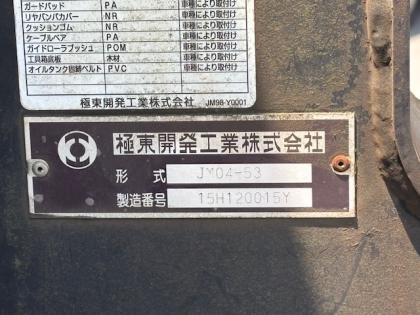 ガードパッド PA 車種により取付け
リヤバンパカバー NR 車種により取付け
クッションゴム NR 車種により取付け
ケーブルベア PA 車種により取付け
ガイドローラブッシュ POM 車種により取付け
工具箱底板 木材 車種により取付け
オイルタンク固縛ベルト PVC 車種により取付け
極東開発工業株式会社 JM98-Y0001
極東開発工業株式会社
形式 JM04-53
製造番号 15H120015Y